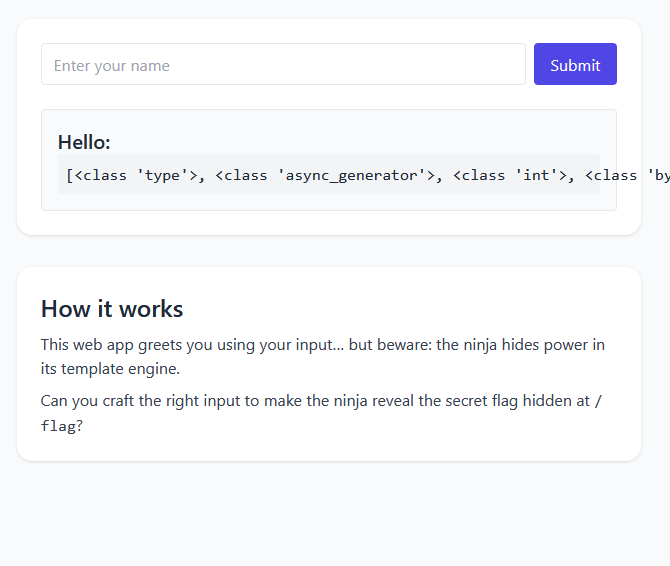 Enter your name
Submit
Hello:
[<class 'type'>, <class 'async_generator'>, <class 'int'>, <class 'by
How it works
This web app greets you using your input... but beware: the ninja hides power in
its template engine.
Can you craft the right input to make the ninja reveal the secret flag hidden at /
flag?